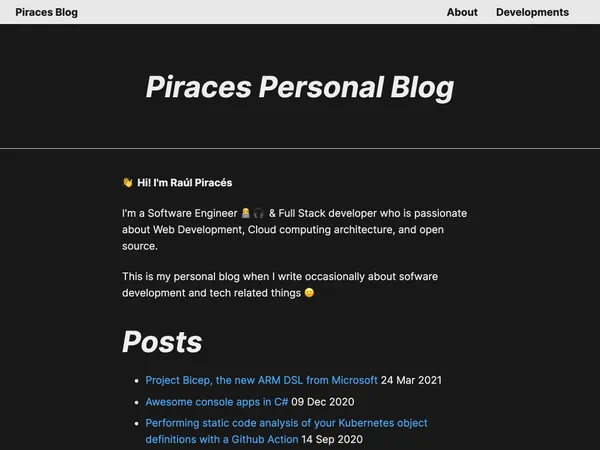 Piraces Blog About Developments
Piraces Personal Blog
👋 Hi! I'm Raúl Piracés
I'm a Software Engineer 👨‍💻🎧 & Full Stack developer who is passionate
about Web Development, Cloud computing architecture, and open
source.
This is my personal blog when I write occasionally about sofware
development and tech related things 😊
Posts
• Project Bicep, the new ARM DSL from Microsoft 24 Mar 2021
• Awesome console apps in C# 09 Dec 2020
• Performing static code analysis of your Kubernetes object
definitions with a Github Action 14 Sep 2020